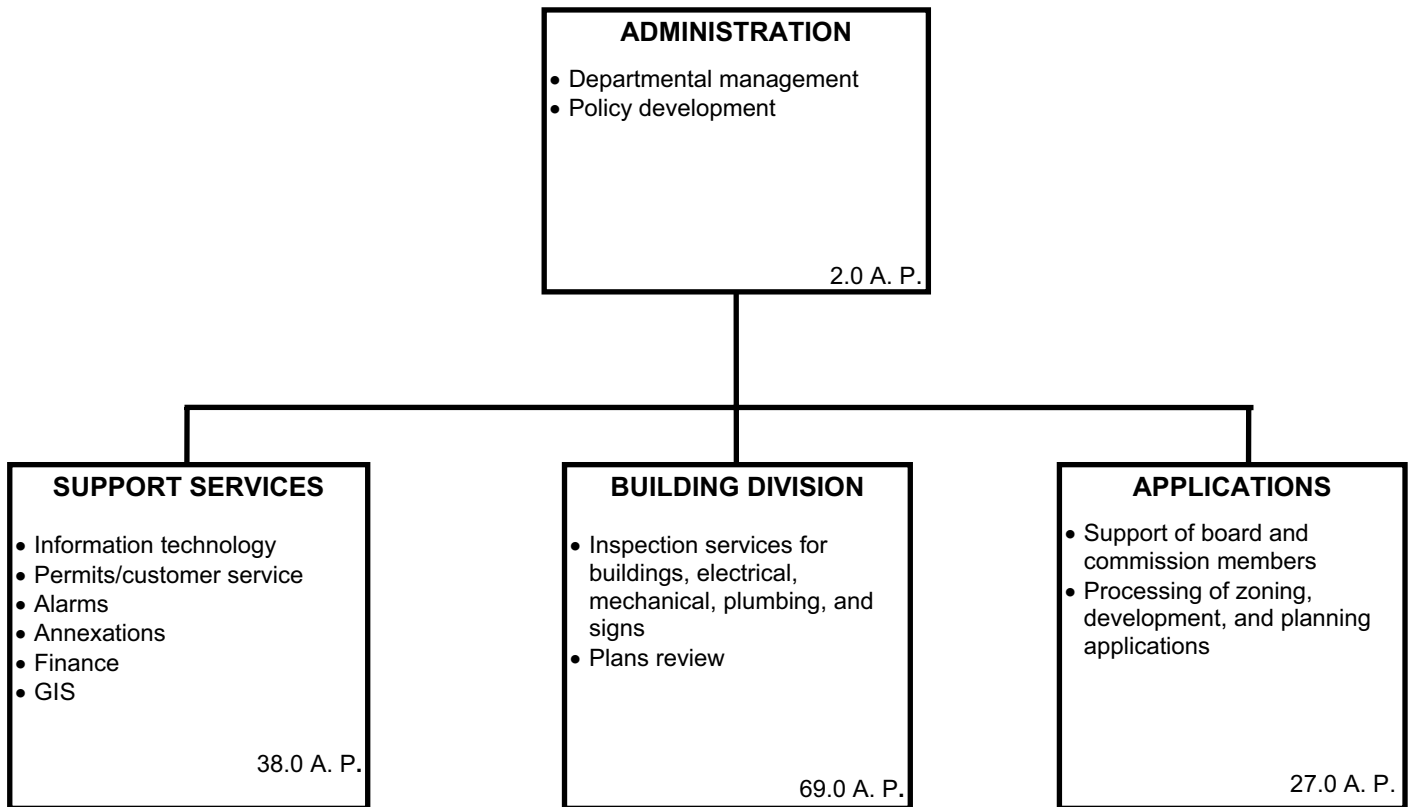 ADMINISTRATION
• Departmental management
• Policy development
2.0 A. P.
SUPPORT SERVICES
• Information technology
• Permits/customer service
• Alarms
• Annexations
• Finance
• GIS
38.0 A. P.
BUILDING DIVISION
• Inspection services for
buildings, electrical,
mechanical, plumbing, and
signs
• Plans review
69.0 A. P.
APPLICATIONS
• Support of board and
commission members
• Processing of zoning,
development, and planning
applications
27.0 A. P.